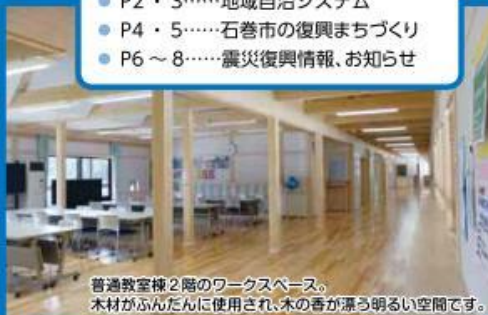 ● P2・3……地域自治システム
● P4・5……石巻市の復興まちづくり
● P6～8……震災復興情報、お知らせ
普通教室棟2階のワークスペース。
木材がふんだんに使用され、木の香が漂う明るい空間です。